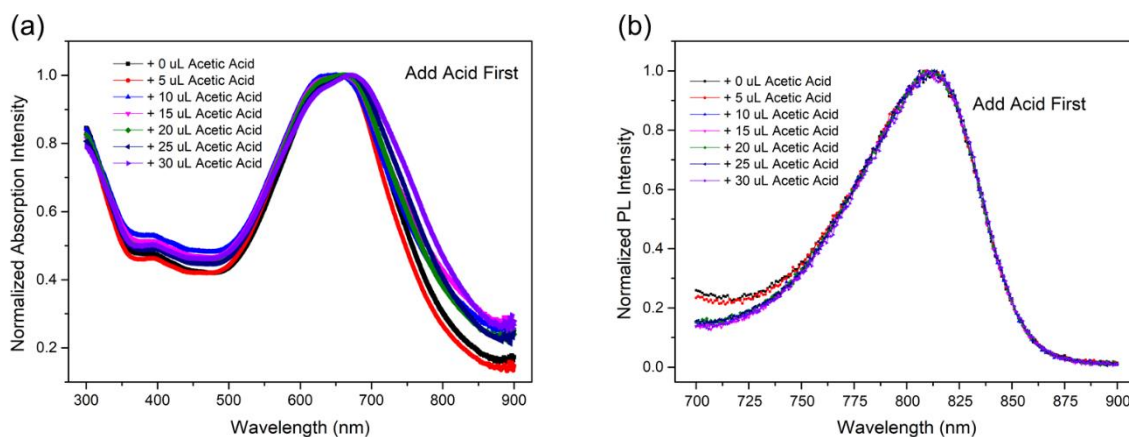 (a)
+ 0 uL Acetic Acid
+ 5 uL Acetic Acid
+ 10 uL Acetic Acid
+ 15 uL Acetic Acid
+ 20 uL Acetic Acid
+ 25 uL Acetic Acid
+ 30 uL Acetic Acid
Add Acid First
Normalized Absorption Intensity
1.0
0.8
0.6
0.4
0.2
300 400 500 600 700 800 900
Wavelength (nm)
(b)
+ 0 uL Acetic Acid
+ 5 uL Acetic Acid
+ 10 uL Acetic Acid
+ 15 uL Acetic Acid
+ 20 uL Acetic Acid
+ 25 uL Acetic Acid
+ 30 uL Acetic Acid
Add Acid First
Normalized PL Intensity
1.0
0.8
0.6
0.4
0.2
0.0
700 725 750 775 800 825 850 875 900
Wavelength (nm)